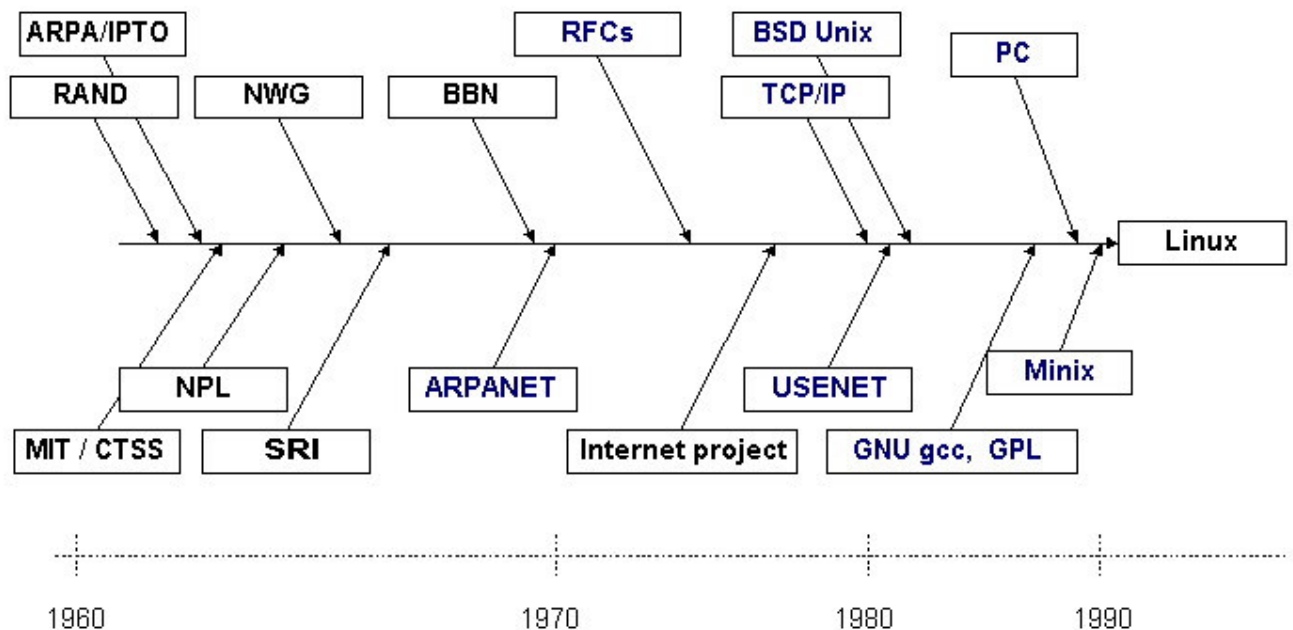 ARPA/IPTO
RFCs
BSD Unix
PC
RAND
NWG
BBN
TCP/IP
Linux
NPL
ARPANET
USENET
Minix
MIT / CTSS
SRI
Internet project
GNU gcc, GPL
1960
1970
1980
1990